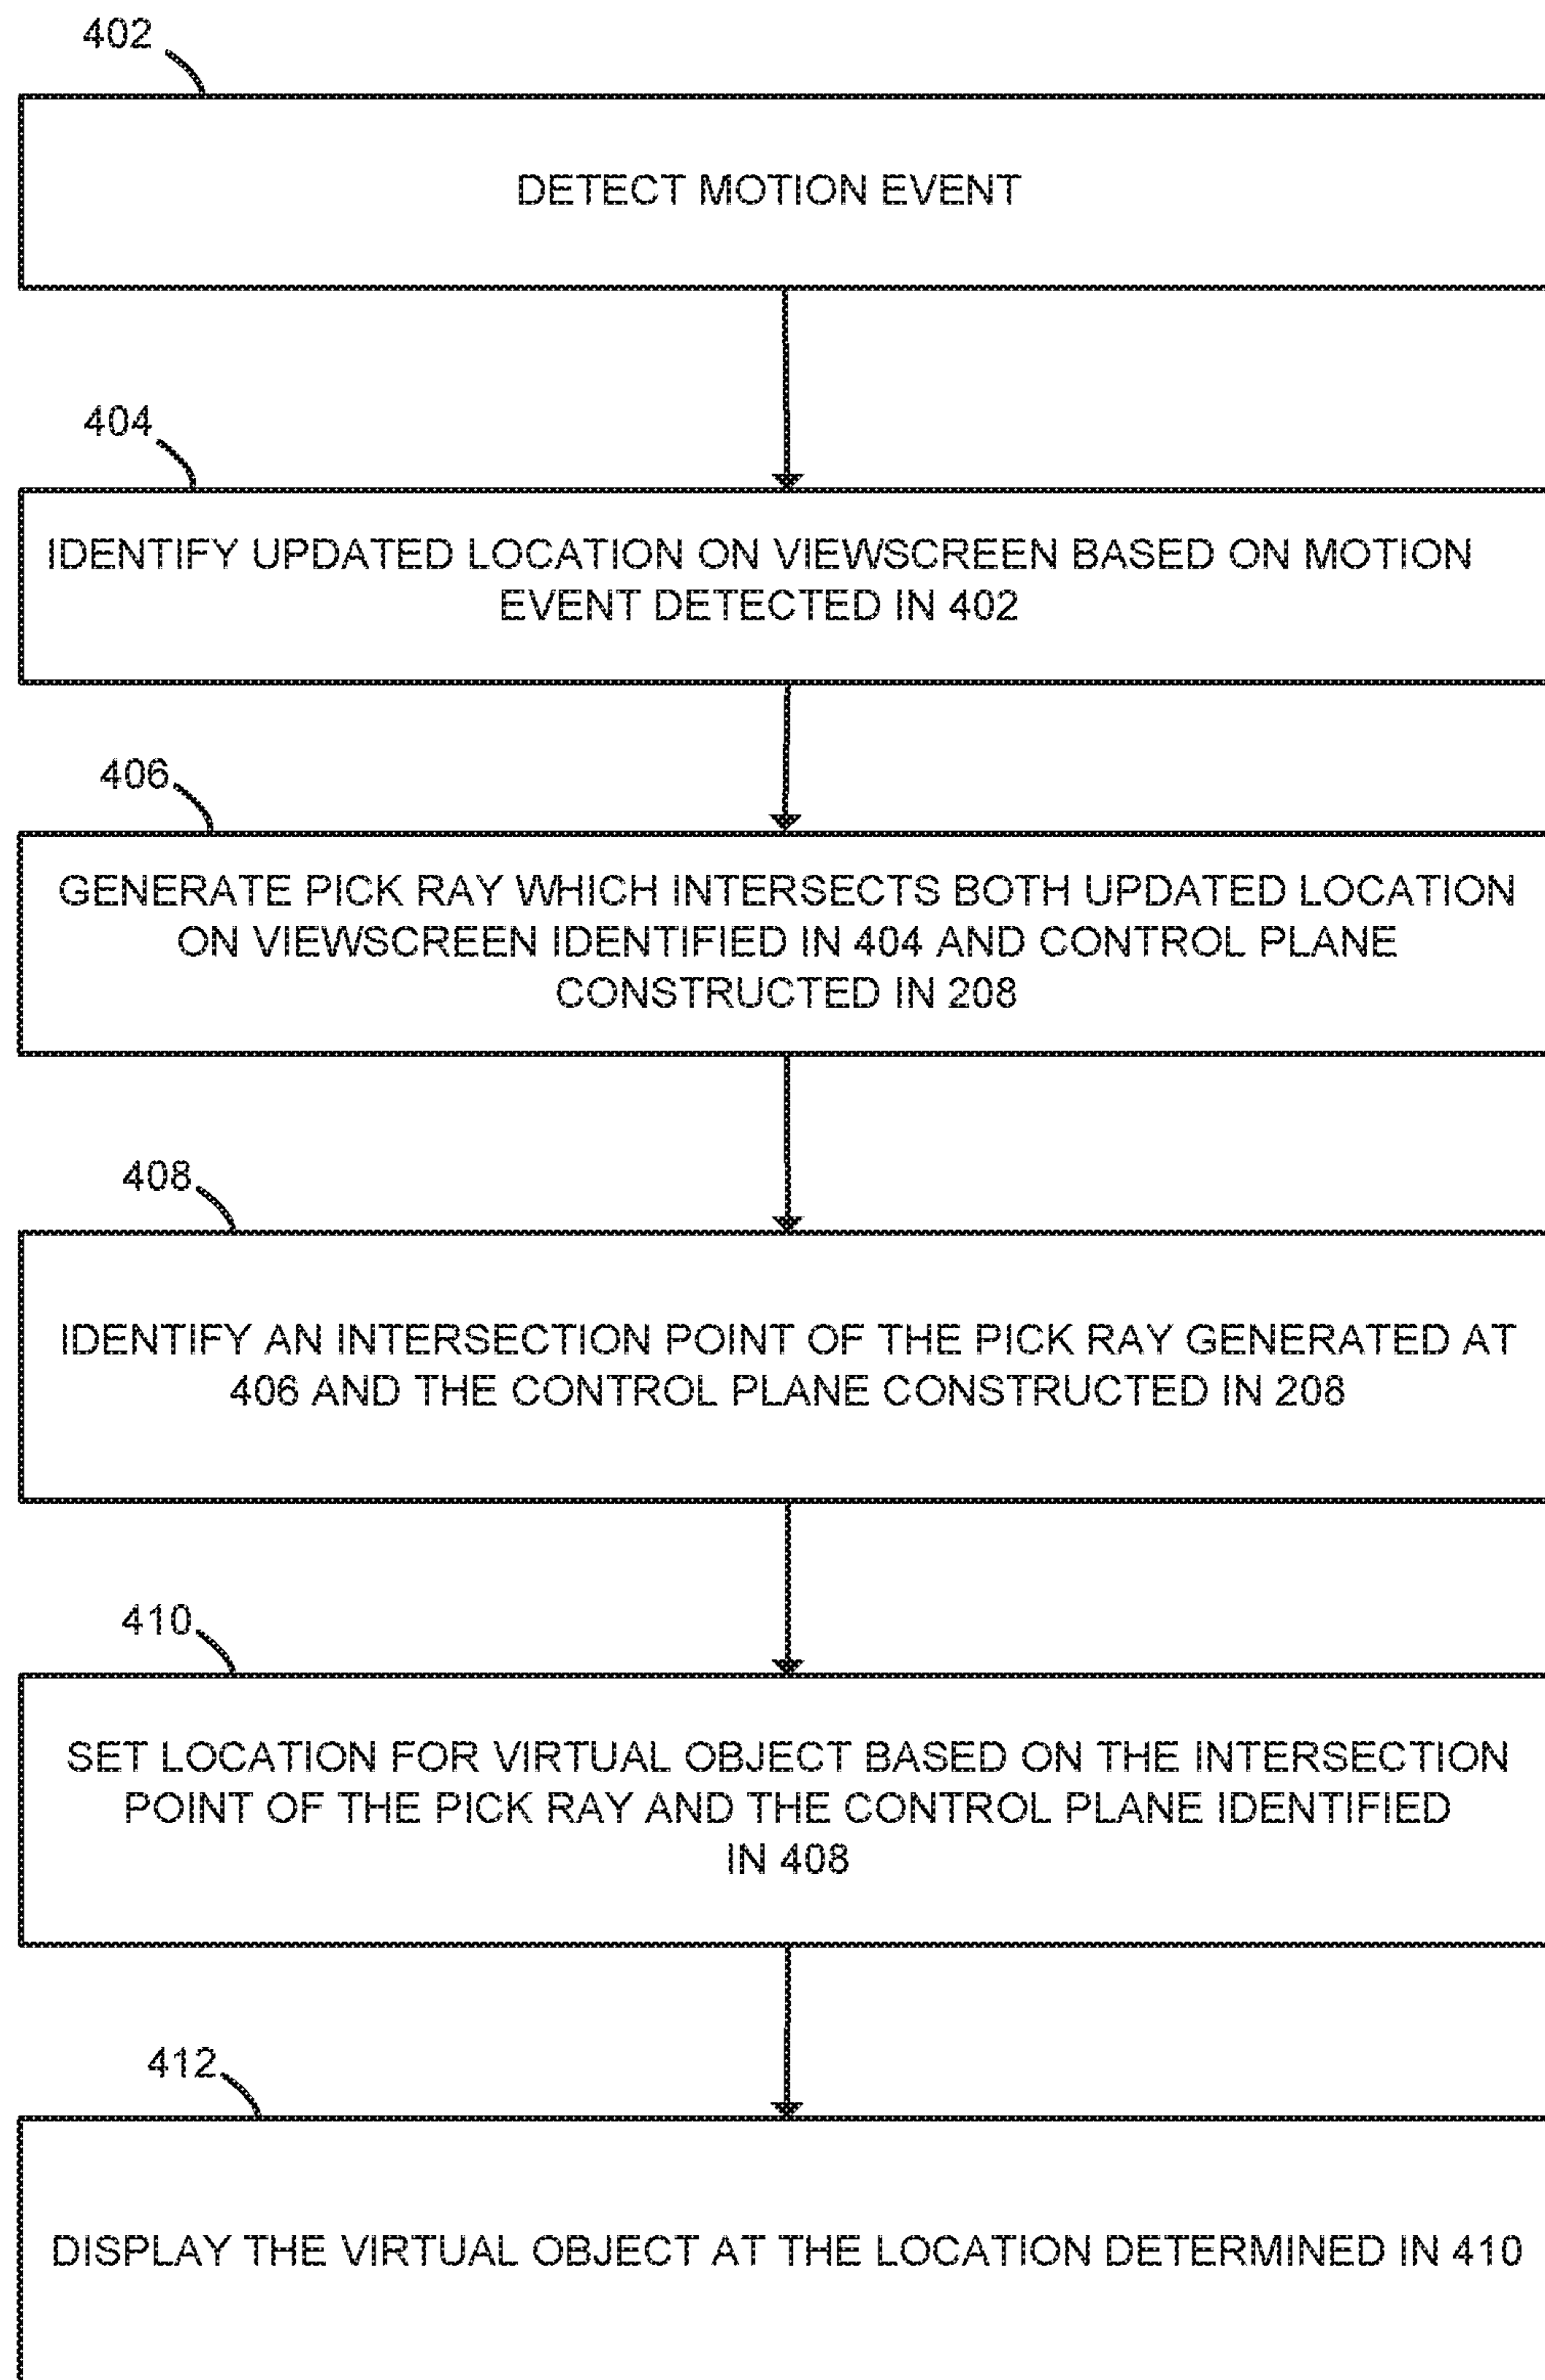 402
DETECT MOTION EVENT
404
IDENTIFY UPDATED LOCATION ON VIEWSCREEN BASED ON MOTION
EVENT DETECTED IN 402
406
GENERATE PICK RAY WHICH INTERSECTS BOTH UPDATED LOCATION
ON VIEWSCREEN IDENTIFIED IN 404 AND CONTROL PLANE
CONSTRUCTED IN 208
408
IDENTIFY AN INTERSECTION POINT OF THE PICK RAY GENERATED AT
406 AND THE CONTROL PLANE CONSTRUCTED IN 208
410
SET LOCATION FOR VIRTUAL OBJECT BASED ON THE INTERSECTION
POINT OF THE PICK RAY AND THE CONTROL PLANE IDENTIFIED
IN 408
412
DISPLAY THE VIRTUAL OBJECT AT THE LOCATION DETERMINED IN 410